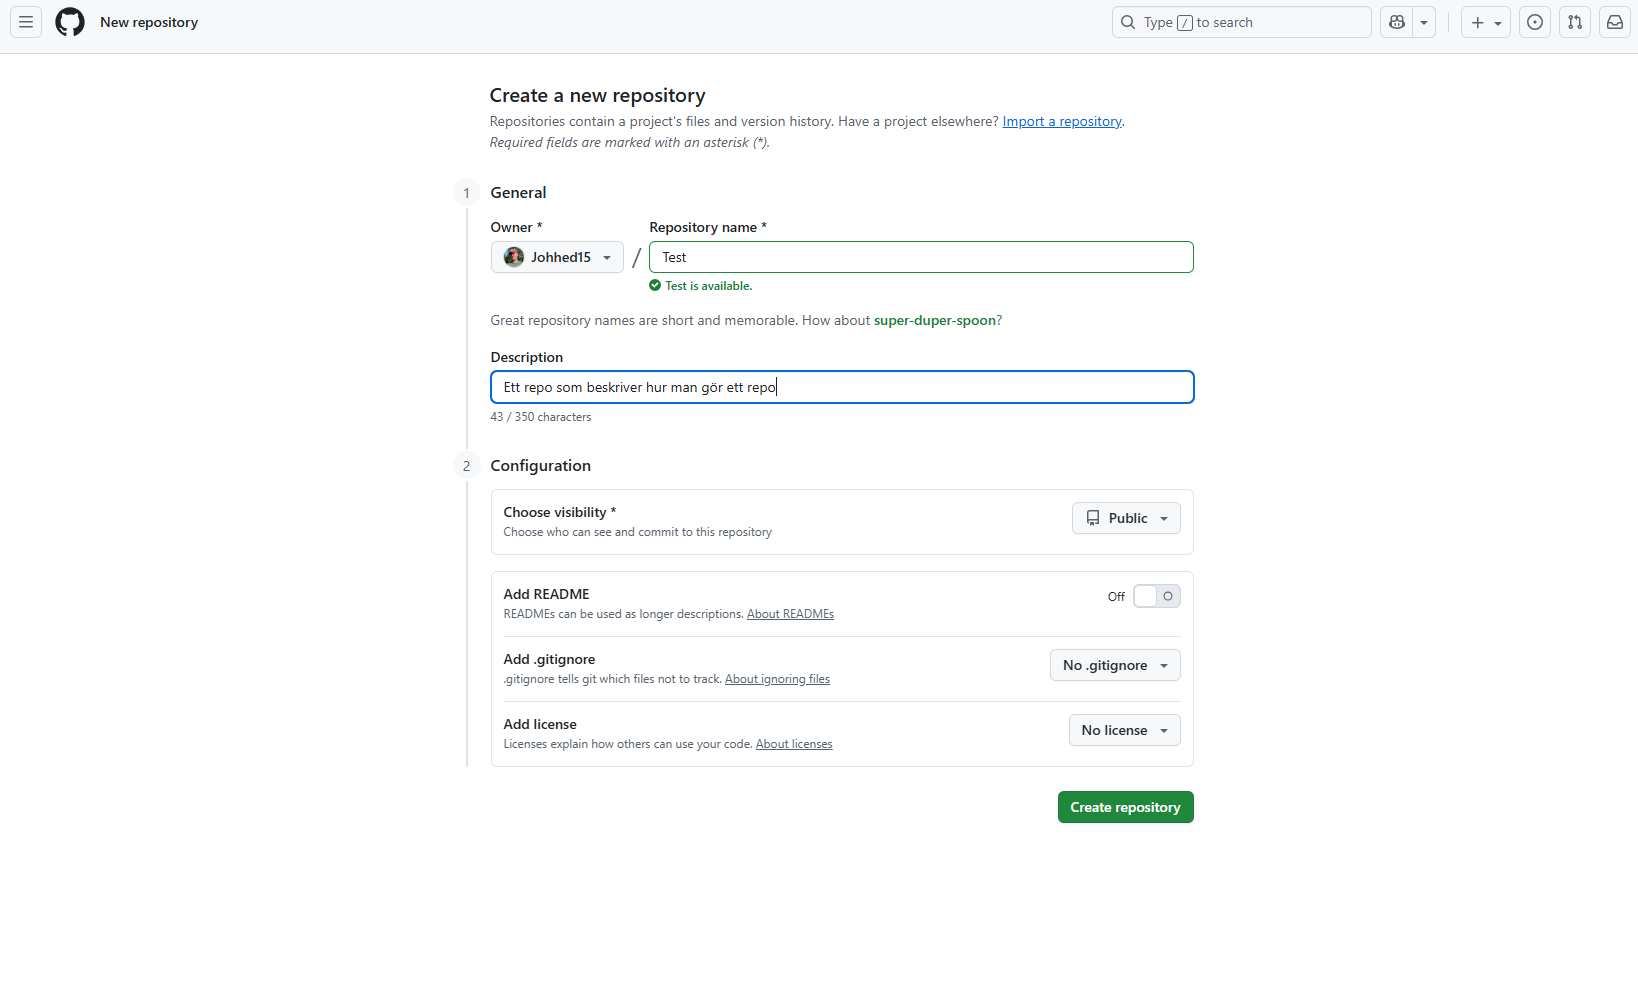 New repository
Type / to search
Create a new repository
Repositories contain a project's files and version history. Have a project elsewhere? Import a repository.
Required fields are marked with an asterisk (*).
1 General
Owner * Repository name *
Johhed15 / Test
Test is available.
Great repository names are short and memorable. How about super-duper-spoon?
Description
Ett repo som beskriver hur man gör ett repo
43 / 350 characters
2 Configuration
Choose visibility *
Choose who can see and commit to this repository
Public
Add README
READMEs can be used as longer descriptions. About READMEs
Off
Add .gitignore
.gitignore tells git which files not to track. About ignoring files
No .gitignore
Add license
Licenses explain how others can use your code. About licenses
No license
Create repository